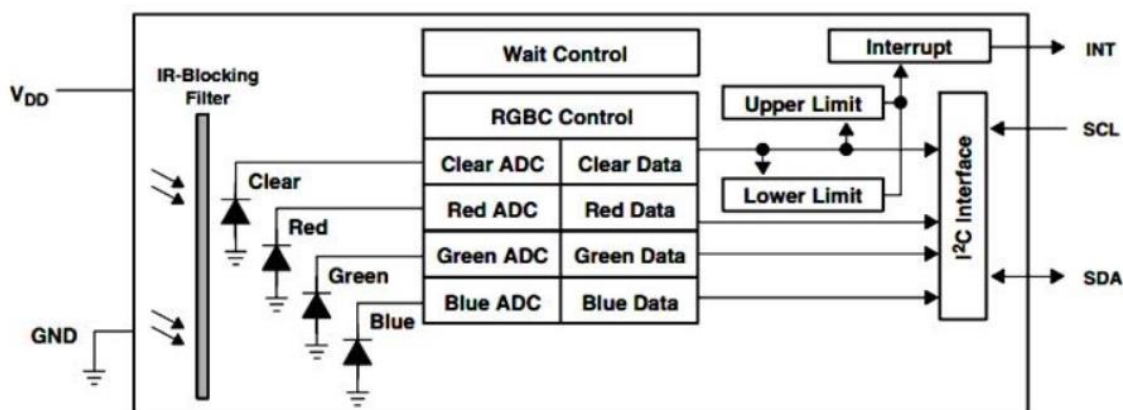 Wait Control
Interrupt
INT
IR-Blocking
Filter
V_DD
Upper Limit
RGBC Control
SCL
Clear ADC
Clear Data
Clear
Lower Limit
Red ADC
Red Data
Red
I²C Interface
Green ADC
Green Data
Green
SDA
Blue ADC
Blue Data
Blue
GND